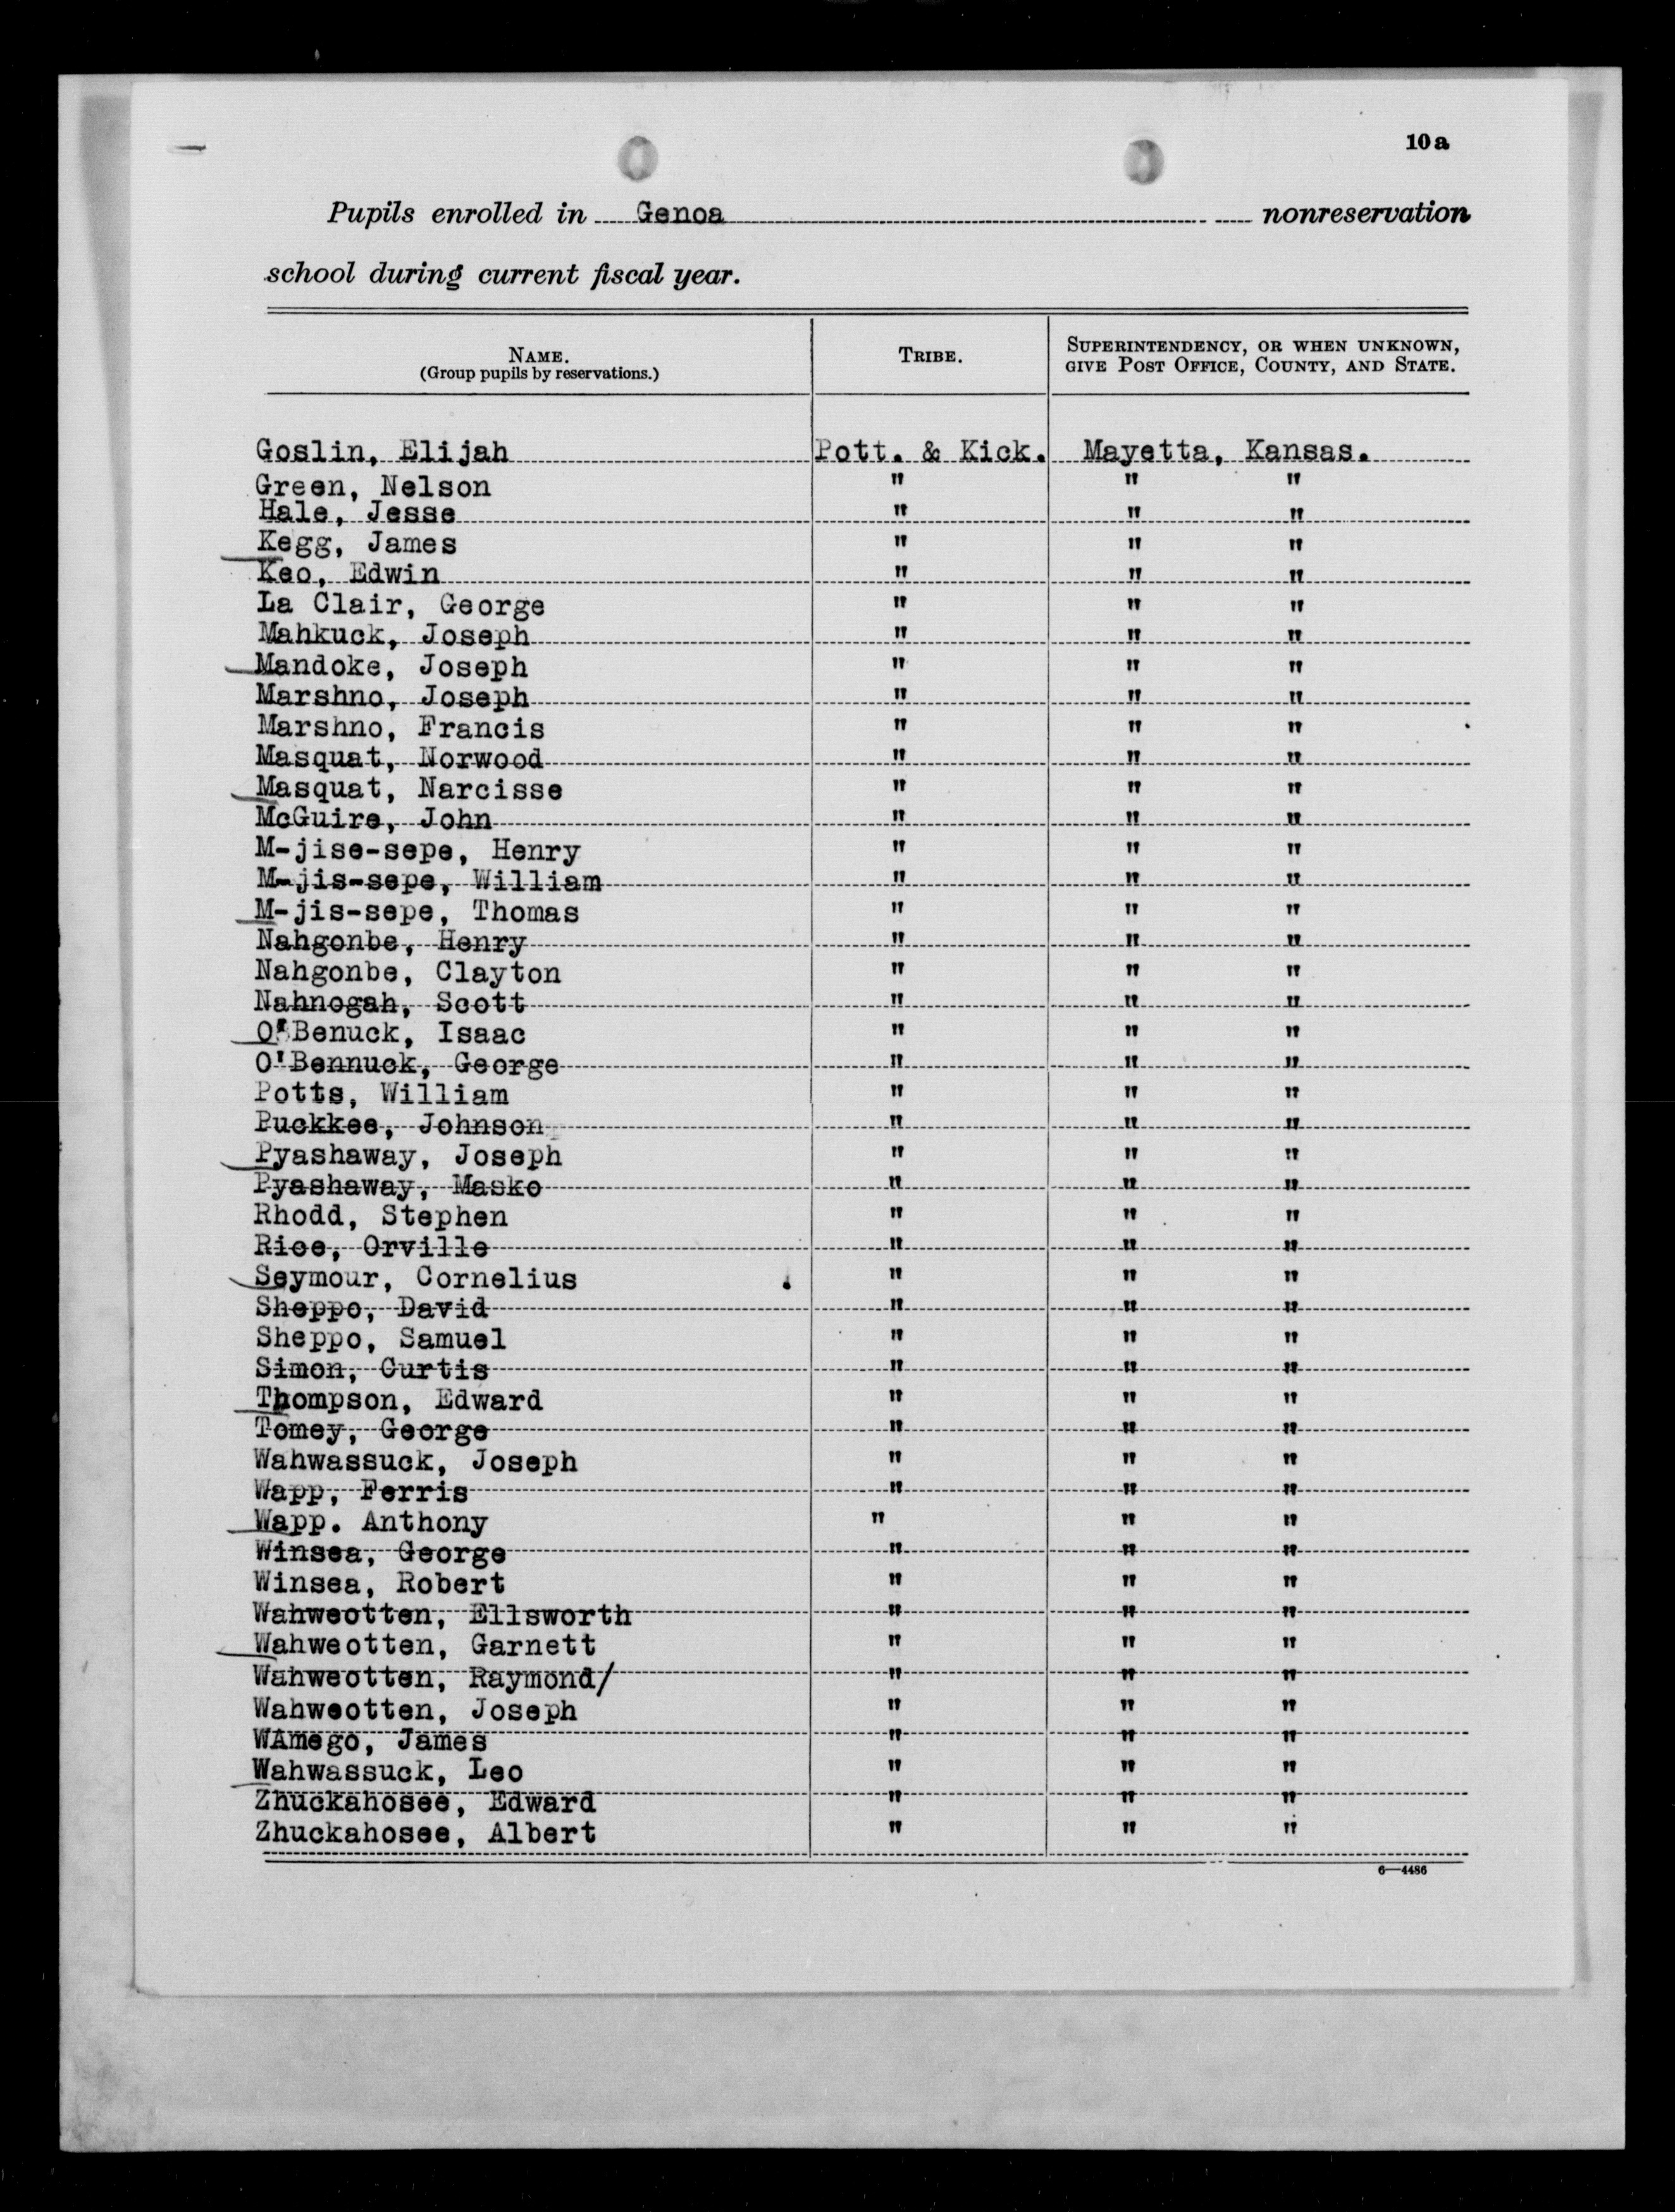 10a
Pupils enrolled in Genoa nonreservation
school during current fiscal year.
NAME. TRIBE. SUPERINTENDENCY, OR WHEN UNKNOWN,
(Group pupils by reservations.) GIVE POST OFFICE, COUNTY, AND STATE.
Goslin, Elijah Pott. & Kick. Mayetta, Kansas.
Green, Nelson " " "
Hale, Jesse " " "
Kegg, James " " "
Keo, Edwin " " "
La Clair, George " " "
Mahkuck, Joseph " " "
Mandoke, Joseph " " "
Marshno, Joseph " " "
Marshno, Francis " " "
Masquat, Norwood " " "
Masquat, Narcisse " " "
McGuire, John " " "
M-jise-sepe, Henry " " "
M-jis-sepe, William " " "
M-jis-sepe, Thomas " " "
Nahgonbe, Henry " " "
Nahgonbe, Clayton " " "
Nahnogah, Scott " " "
O'Benuck, Isaac " " "
O'Bennuck, George " " "
Potts, William " " "
Puckkee, Johnson " " "
Pyashaway, Joseph " " "
Pyashaway, Masko " " "
Rhodd, Stephen " " "
Rice, Orville " " "
Seymour, Cornelius " " "
Sheppo, David " " "
Sheppo, Samuel " " "
Simon, Curtis " " "
Thompson, Edward " " "
Tomey, George " " "
Wahwassuck, Joseph " " "
Wapp, Ferris " " "
Wapp. Anthony " " "
Winsea, George " " "
Winsea, Robert " " "
Wahweotten, Ellsworth " " "
Wahweotten, Garnett " " "
Wahweotten, Raymond/ " " "
Wahweotten, Joseph " " "
WAmego, James " " "
Wahwassuck, Leo " " "
Zhuckahosee, Edward " " "
Zhuckahosee, Albert " " "
6—4486